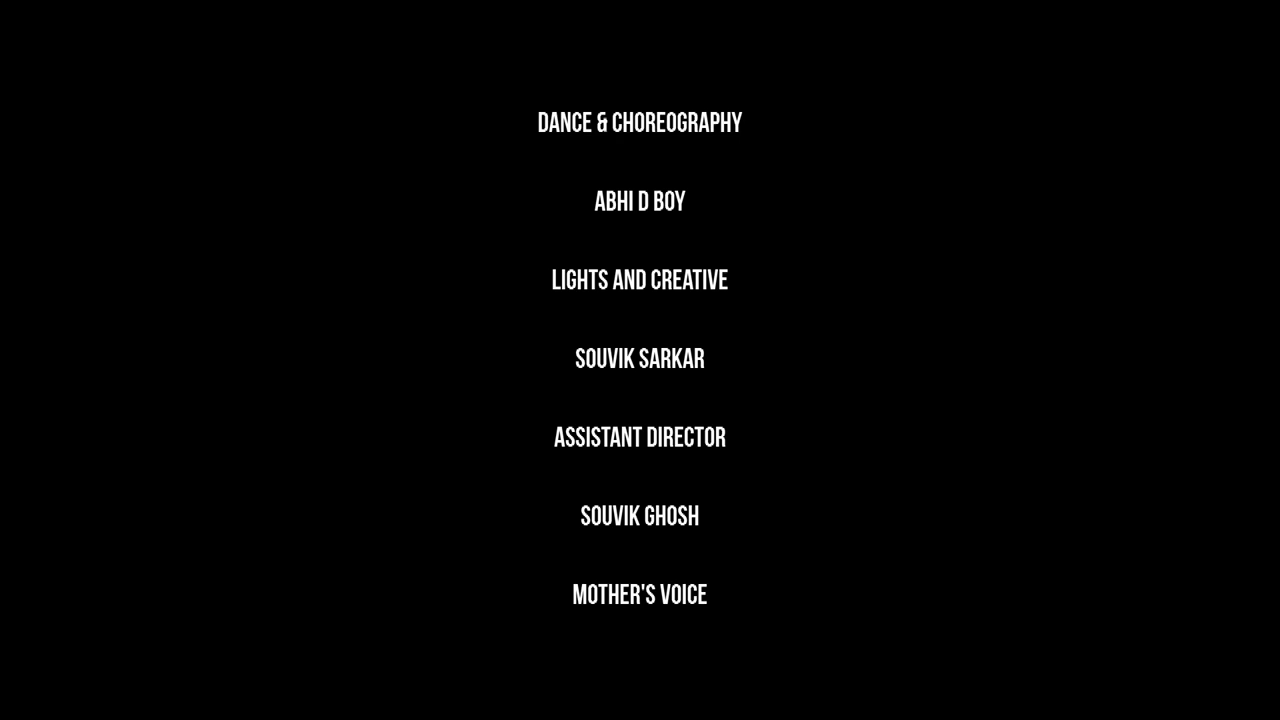 DANCE & CHOREOGRAPHY
ABHI D BOY
LIGHTS AND CREATIVE
SOUVIK SARKAR
ASSISTANT DIRECTOR
SOUVIK GHOSH
MOTHER'S VOICE